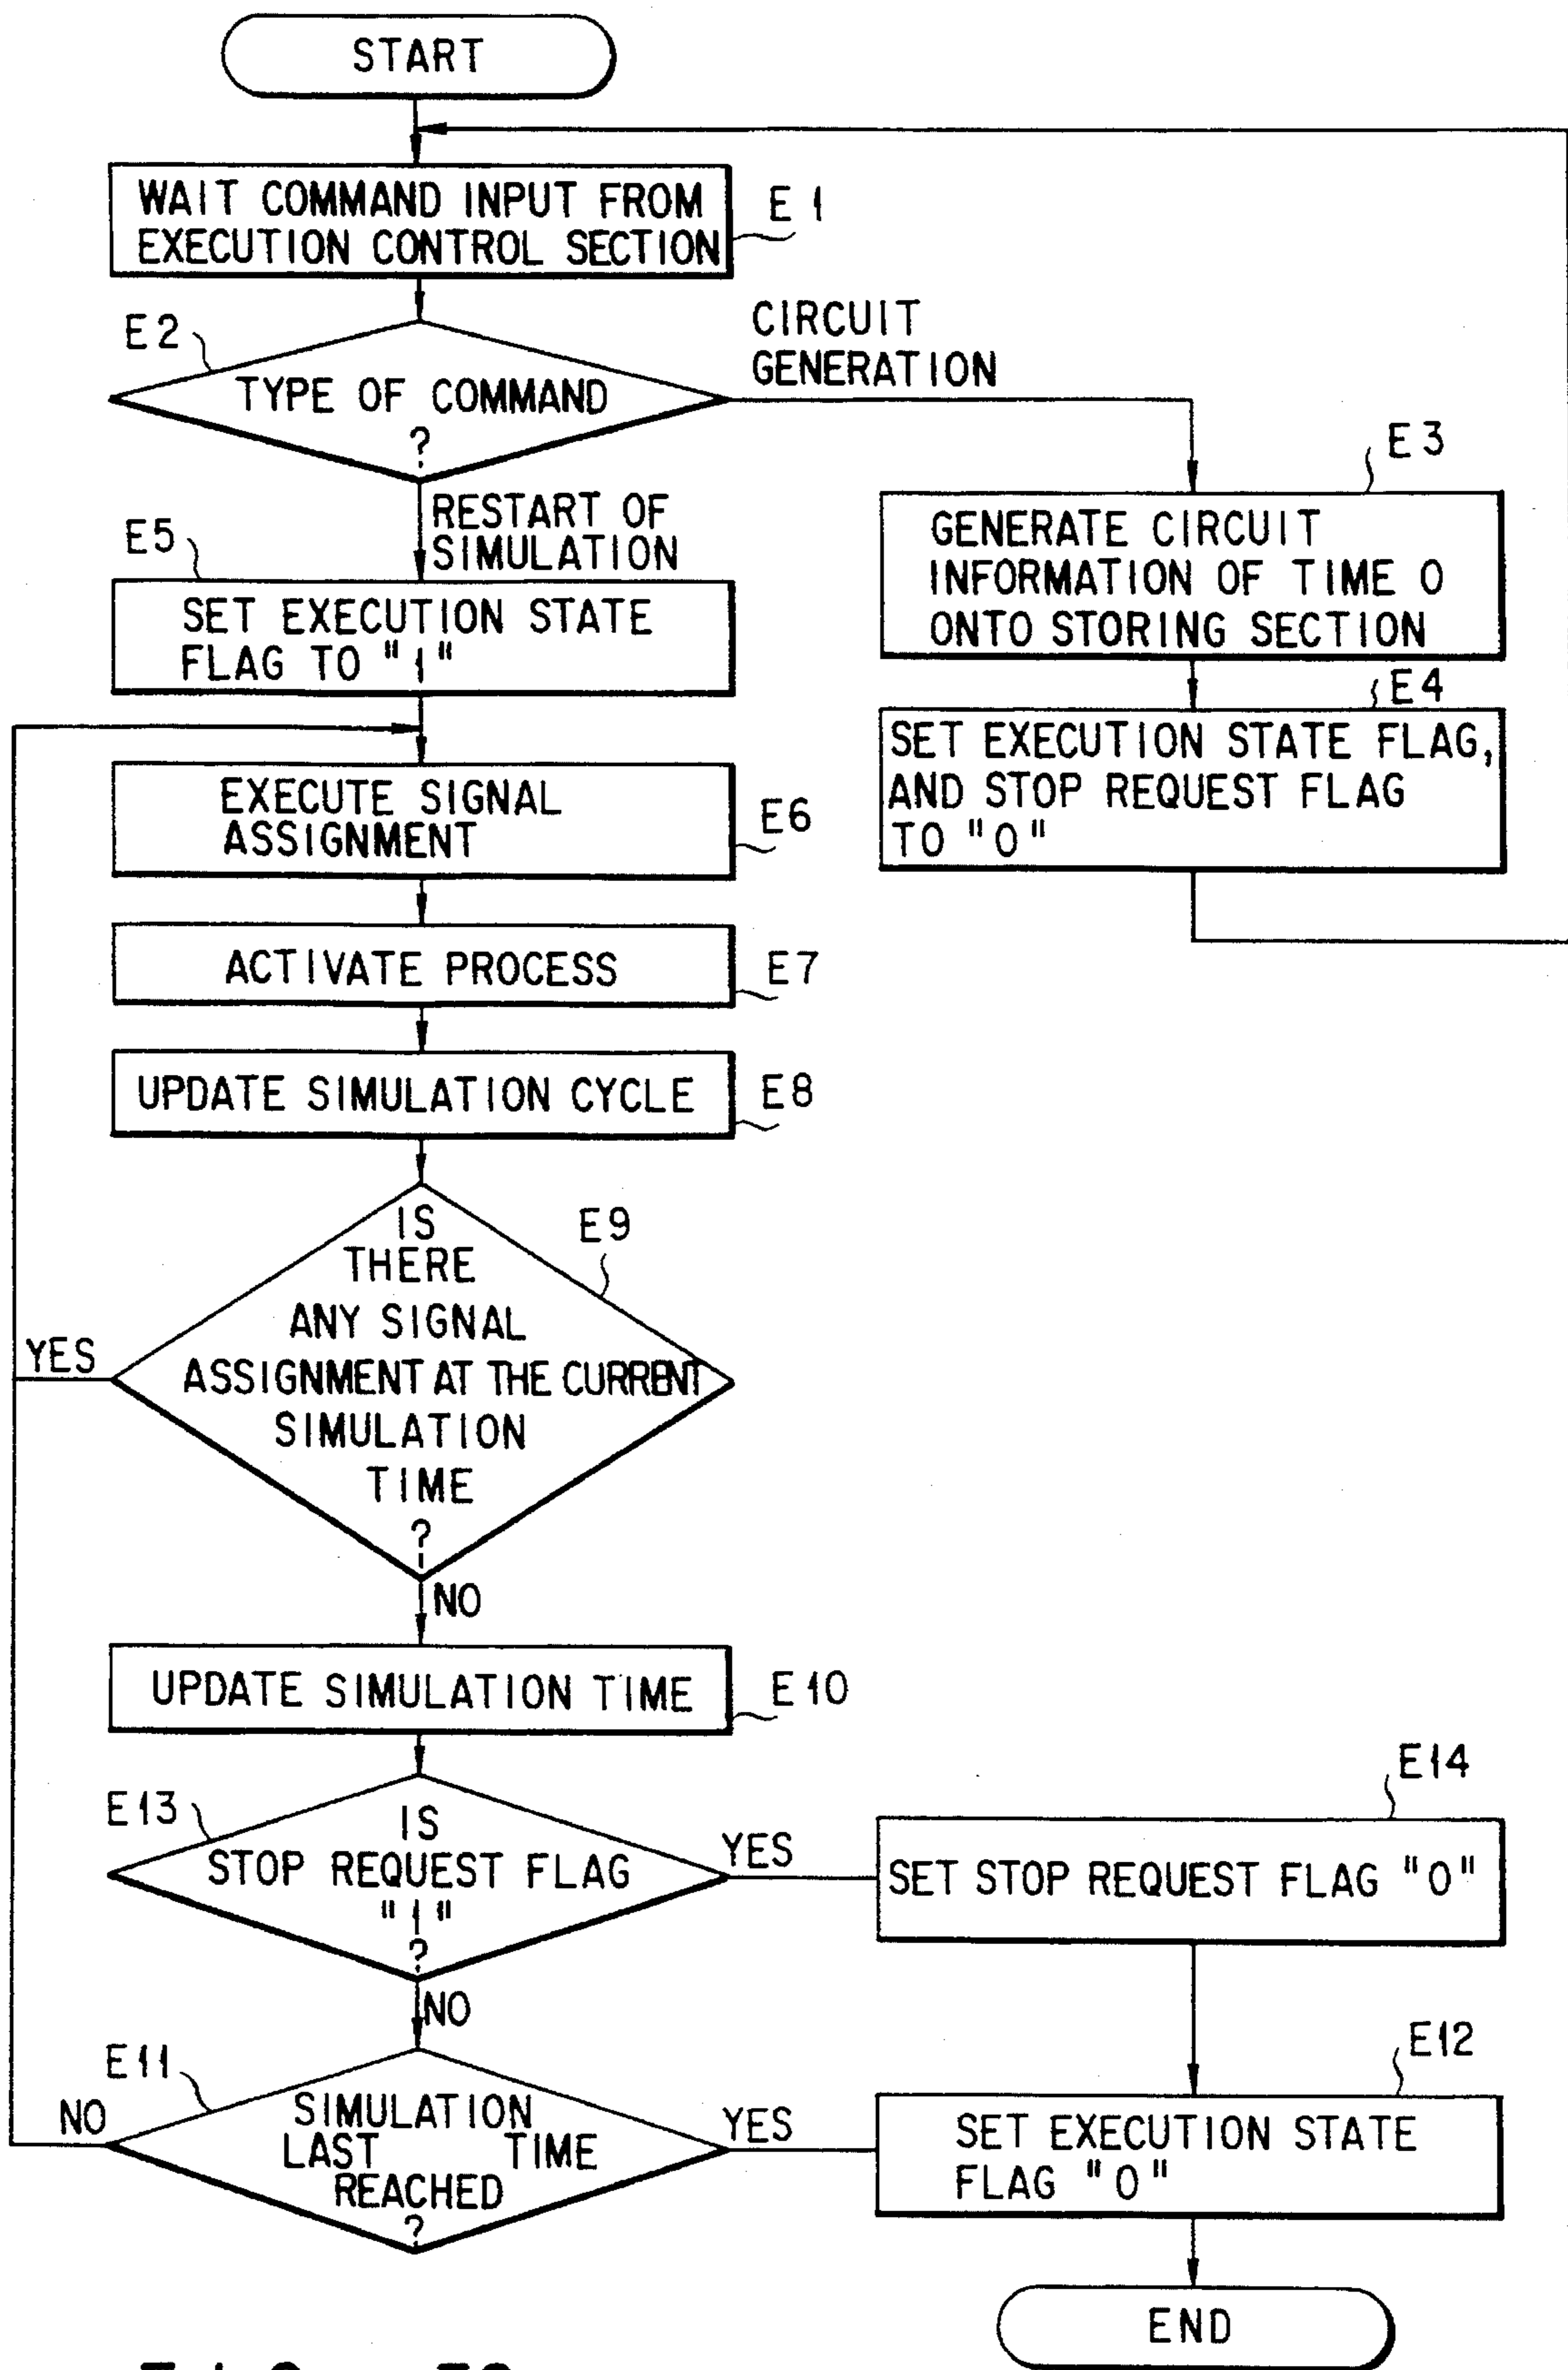 START
WAIT COMMAND INPUT FROM
EXECUTION CONTROL SECTION
E1
E2
TYPE OF COMMAND
?
CIRCUIT
GENERATION
E3
GENERATE CIRCUIT
INFORMATION OF TIME 0
ONTO STORING SECTION
E4
SET EXECUTION STATE FLAG,
AND STOP REQUEST FLAG
TO "0"
RESTART OF
SIMULATION
E5
SET EXECUTION STATE
FLAG TO "1"
EXECUTE SIGNAL
ASSIGNMENT
E6
ACTIVATE PROCESS
E7
UPDATE SIMULATION CYCLE
E8
E9
IS
THERE
ANY SIGNAL
ASSIGNMENT AT THE CURRENT
SIMULATION
TIME
?
YES
NO
UPDATE SIMULATION TIME
E10
E13
IS
STOP REQUEST FLAG
"1"
?
YES
E14
SET STOP REQUEST FLAG "0"
NO
E11
SIMULATION
LAST TIME
REACHED
?
NO
YES
E12
SET EXECUTION STATE
FLAG "0"
END